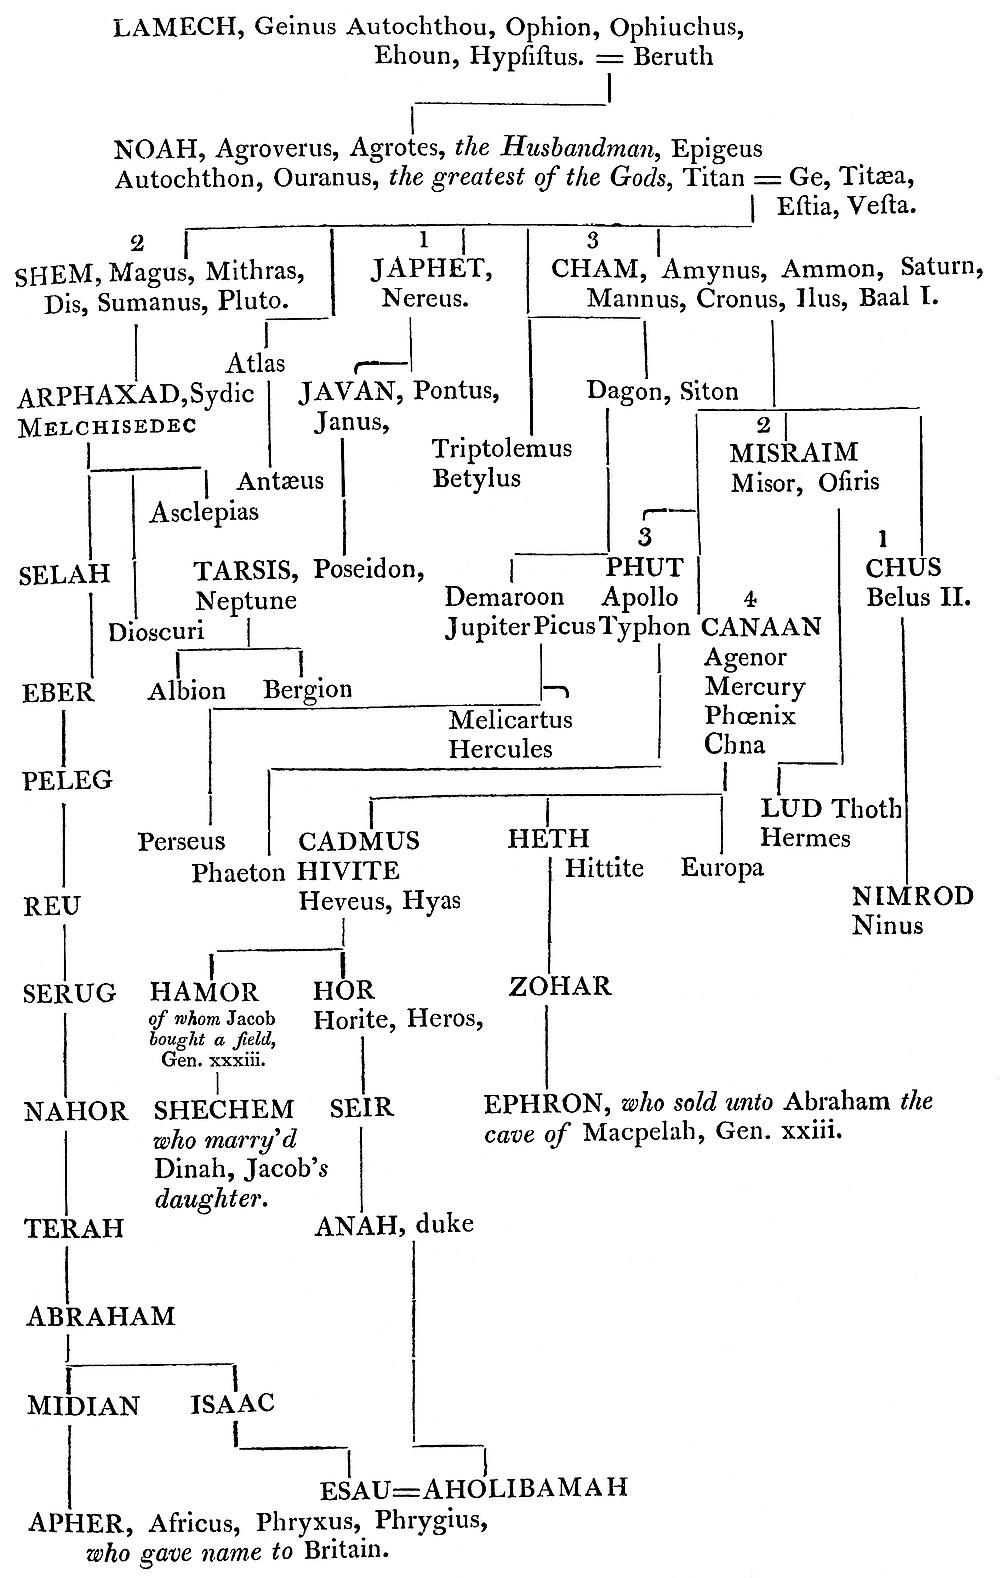 LAMECH, Geinus Autochthou, Ophion, Ophiuchus,
Ehoun, Hypſiſtus. = Beruth
NOAH, Agroverus, Agrotes, the Husbandman, Epigeus
Autochthon, Ouranus, the greatest of the Gods, Titan = Ge, Titæa,
Eſtia, Veſta.
2
SHEM, Magus, Mithras,
Dis, Sumanus, Pluto.
1
JAPHET,
Nereus.
3
CHAM, Amynus, Ammon, Saturn,
Mannus, Cronus, Ilus, Baal I.
Atlas
ARPHAXAD, Sydic
MELCHISEDEC
JAVAN, Pontus,
Janus,
Dagon, Siton
Triptolemus
Betylus
2
MISRAIM
Misor, Oſiris
Antæus
Asclepias
3
PHUT
Apollo
Typhon
1
CHUS
Belus II.
SELAH
TARSIS, Poseidon,
Neptune
Demaroon
Jupiter Picus
4
CANAAN
Agenor
Mercury
Phœnix
Chna
Dioscuri
EBER
Albion
Bergion
Melicartus
Hercules
PELEG
LUD Thoth
Hermes
Perseus
Phaeton
CADMUS
HIVITE
Heveus, Hyas
HETH
Hittite
Europa
NIMROD
Ninus
REU
SERUG
HAMOR
of whom Jacob
bought a field,
Gen. xxxiii.
HOR
Horite, Heros,
ZOHAR
NAHOR
SHECHEM
who marry'd
Dinah, Jacob's
daughter.
SEIR
EPHRON, who sold unto Abraham the
cave of Macpelah, Gen. xxiii.
TERAH
ANAH, duke
ABRAHAM
MIDIAN
ISAAC
ESAU=AHOLIBAMAH
APHER, Africus, Phryxus, Phrygius,
who gave name to Britain.